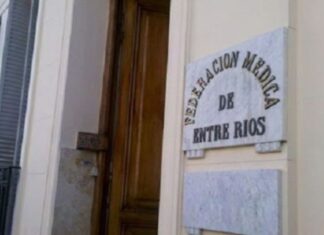 FEDERACION MEDICA
DE
ENTRE RIOS